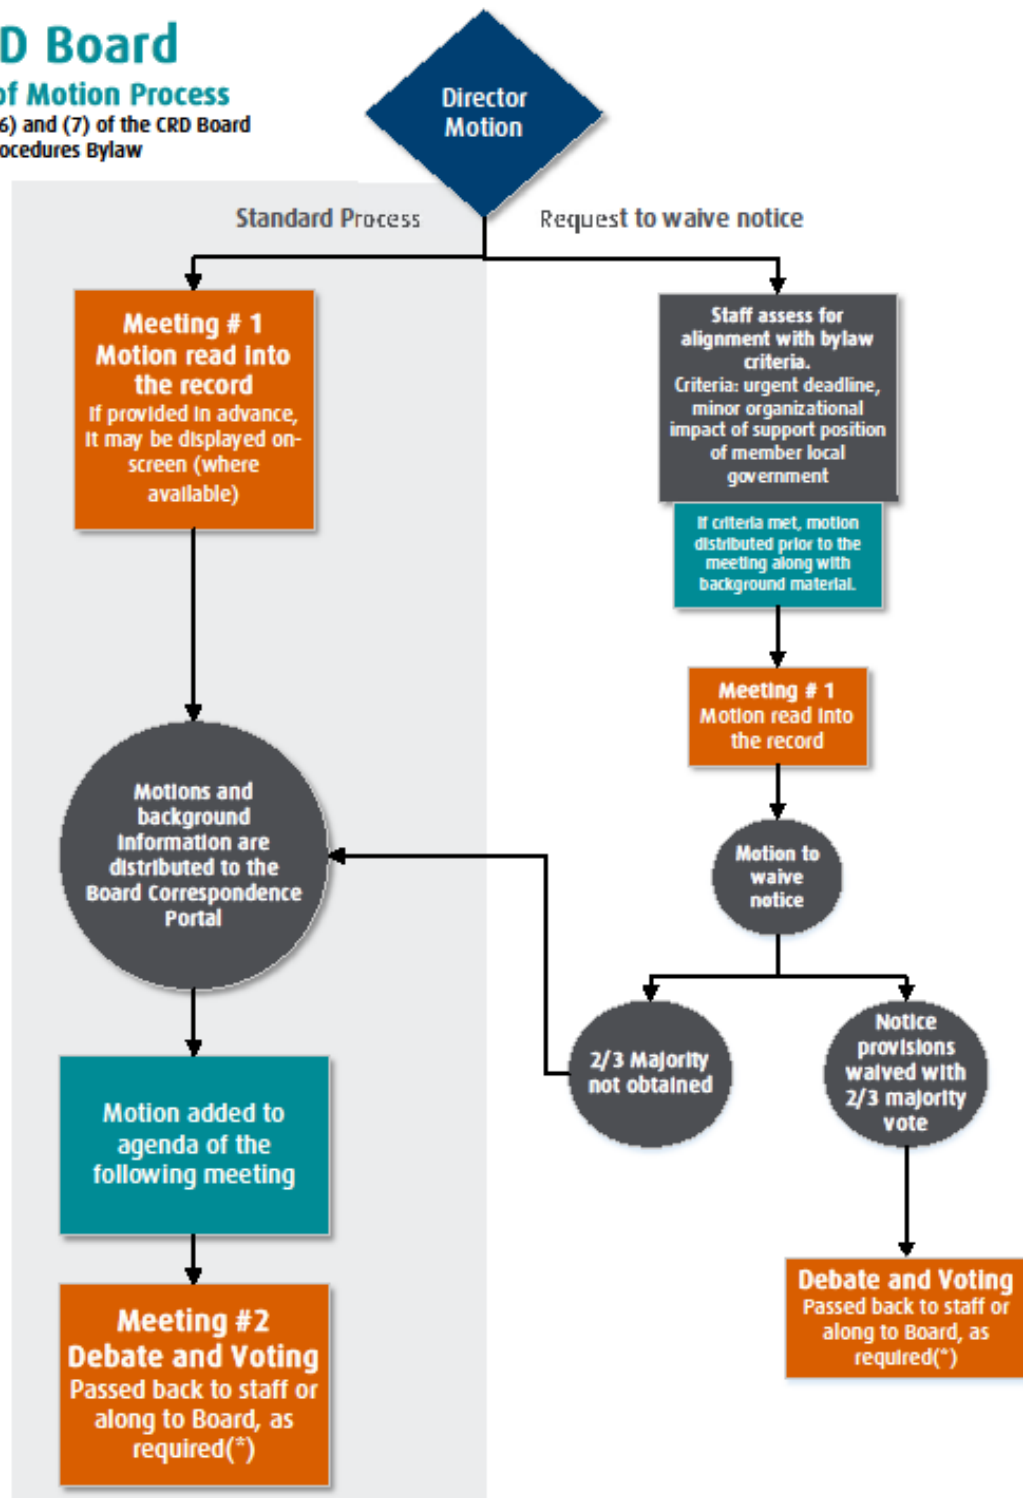 D Board
of Motion Process
6) and (7) of the CRD Board
ocedures Bylaw
Director
Motion
Standard Process
Request to waive notice
Meeting # 1
Motion read into
the record
If provided in advance,
it may be displayed on-
screen (where
available)
Staff assess for
alignment with bylaw
criteria.
Criteria: urgent deadline,
minor organizational
impact of support position
of member local
government
If criteria met, motion
distributed prior to the
meeting along with
background material.
Meeting # 1
Motion read into
the record
Motions and
background
information are
distributed to the
Board Correspondence
Portal
Motion to
waive
notice
2/3 Majority
not obtained
Notice
provisions
waived with
2/3 majority
vote
Motion added to
agenda of the
following meeting
Meeting #2
Debate and Voting
Passed back to staff or
along to Board, as
required(*)
Debate and Voting
Passed back to staff or
along to Board, as
required(*)